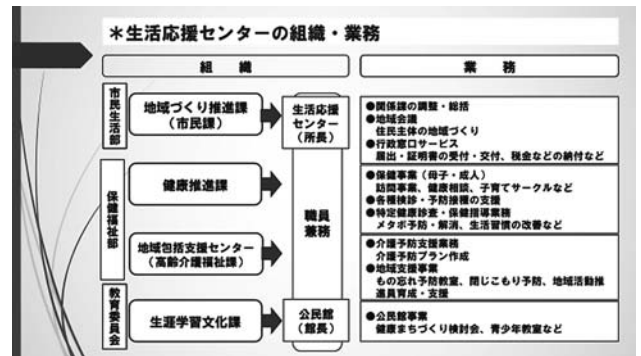 ＊生活応援センターの組織・業務
組　織
業　務
市民生活部
地域づくり推進課
（市民課）
生活応援
センター
（所長）
●関係課の調整・総括
●地域会議
住民主体の地域づくり
●行政窓口サービス
届出・証明書の受付・交付、税金などの納付など
保健福祉部
健康推進課
職員
兼務
●保健事業（母子・成人）
訪問事業、健康相談、子育てサークルなど
●各種検診・予防接種の支援
●特定健康診査・保健指導業務
メタボ予防・解消、生活習慣の改善など
地域包括支援センター
（高齢介護福祉課）
●介護予防支援業務
介護予防プラン作成
●地域支援事業
もの忘れ予防教室、閉じこもり予防、地域活動推
進員育成・支援
教育委員会
生涯学習文化課
公民館
（館長）
●公民館事業
健康まちづくり検討会、青少年教室など